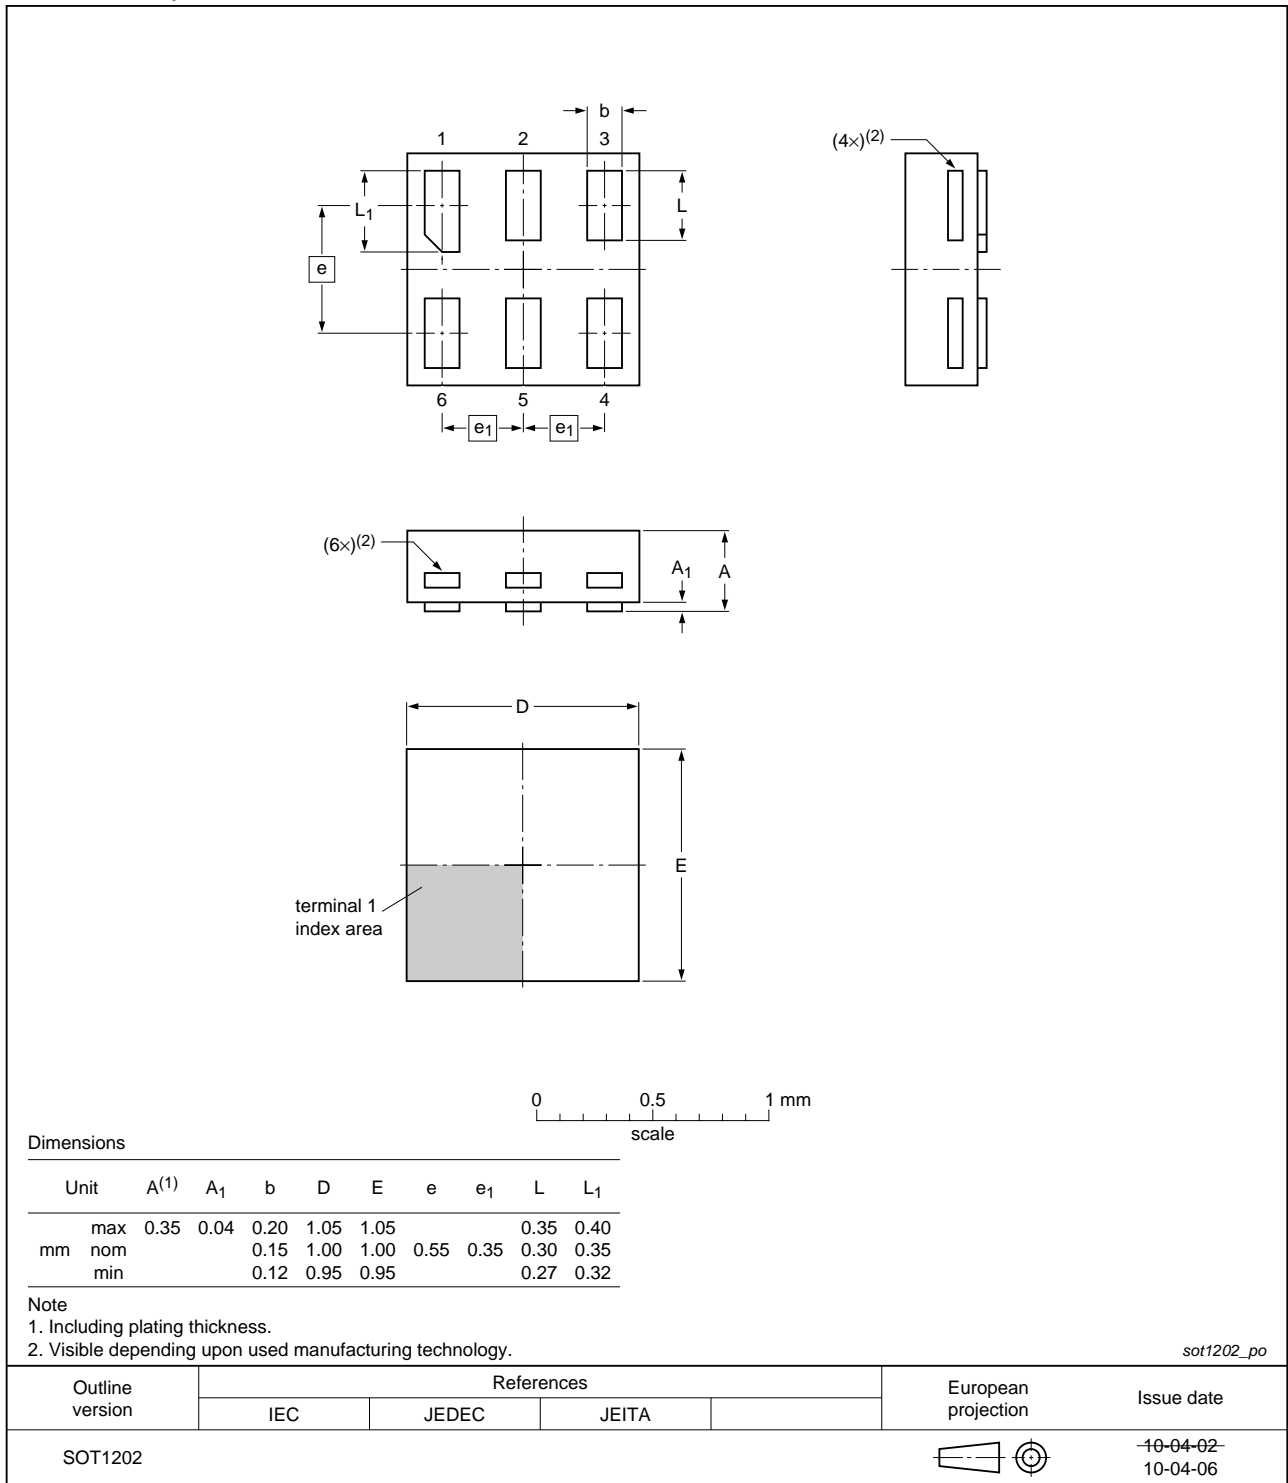 b
1 2 3
(4×)(2)
L1
L
e
6 5 4
e1 e1
(6×)(2)
A1 A
D
E
terminal 1
index area
0 0.5 1 mm
scale
Dimensions
Unit A(1) A1 b D E e e1 L L1
max 0.35 0.04 0.20 1.05 1.05 0.35 0.40
mm nom 0.15 1.00 1.00 0.55 0.35 0.30 0.35
min 0.12 0.95 0.95 0.27 0.32
Note
1. Including plating thickness.
2. Visible depending upon used manufacturing technology.
sot1202_po
Outline version
References
IEC JEDEC JEITA
European projection
Issue date
SOT1202
10-04-02
10-04-06